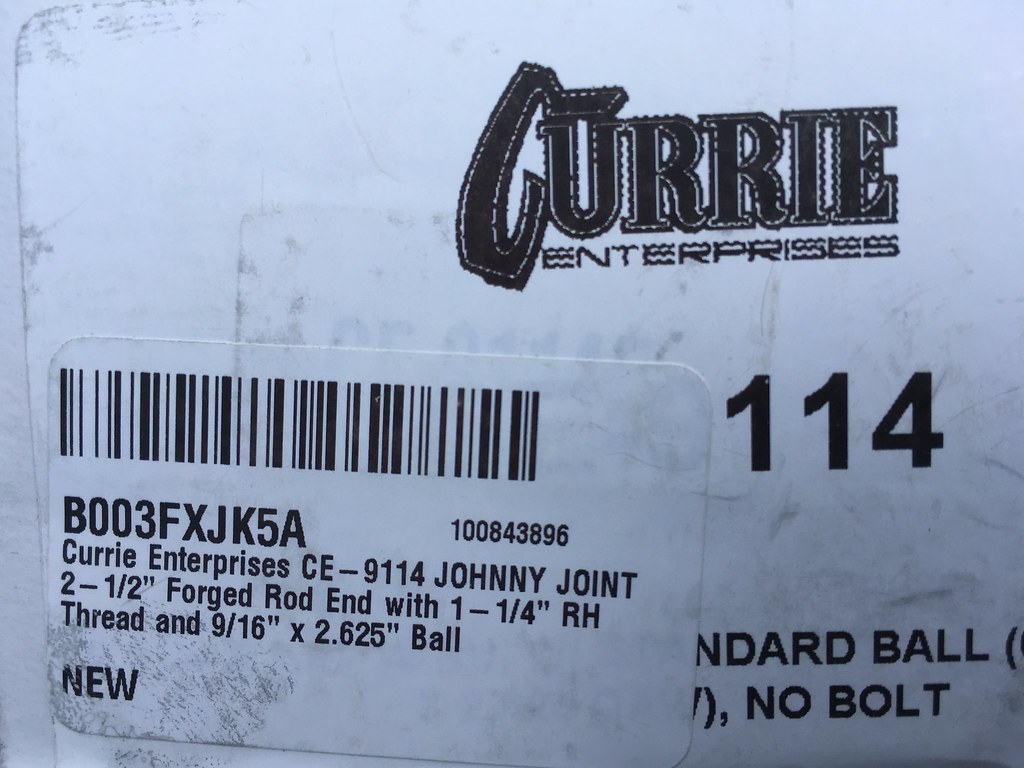 CURRIE
ENTERPRISES
114
B003FXJK5A
100843896
Currie Enterprises CE-9114 JOHNNY JOINT
2-1/2" Forged Rod End with 1-1/4" RH
Thread and 9/16" x 2.625" Ball
NEW
NDARD BALL (
), NO BOLT